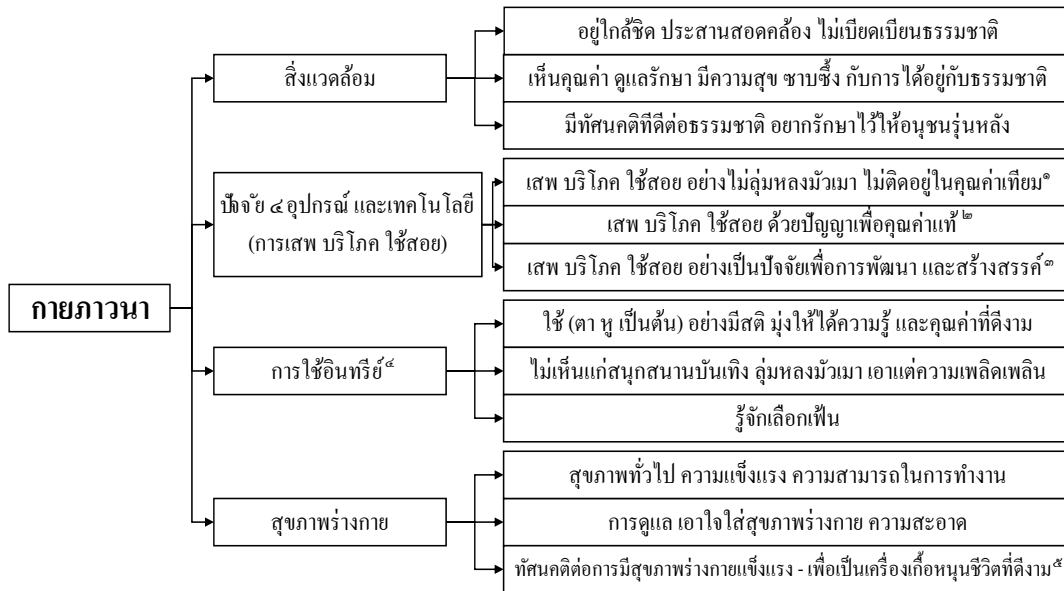 อยู่ใกล้ชิด ประสานสอดคล้อง ไม่เบียดเบียนธรรมชาติ
สิ่งแวดล้อม
เห็นคุณค่า ดูแลรักษา มีความสุข ซาบซึ้ง กับการได้อยู่กับธรรมชาติ
มีทัศนคติที่ดีต่อธรรมชาติ อยากรักษาไว้ให้อนุชนรุ่นหลัง
ปัจจัย ๔ อุปกรณ์ และเทคโนโลยี
(การเสพ บริโภค ใช้สอย)
เสพ บริโภค ใช้สอย อย่างไม่ลุ่มหลงมัวเมา ไม่ติดอยู่ในคุณค่าเทียม๑
เสพ บริโภค ใช้สอย ด้วยปัญญาเพื่อคุณค่าแท้ ๒
เสพ บริโภค ใช้สอย อย่างเป็นปัจจัยเพื่อการพัฒนา และสร้างสรรค์๓
กายภาวนา
ใช้ (ตา หู เป็นต้น) อย่างมีสติ มุ่งให้ได้ความรู้ และคุณค่าที่ดีงาม
การใช้อินทรีย์๔
ไม่เห็นแก่สนุกสนานบันเทิง ลุ่มหลงมัวเมา เอาแต่ความเพลิดเพลิน
รู้จักเลือกเฟ้น
สุขภาพทั่วไป ความแข็งแรง ความสามารถในการทำงาน
สุขภาพร่างกาย
การดูแล เอาใจใส่สุขภาพร่างกาย ความสะอาด
ทัศนคติต่อการมีสุขภาพร่างกายแข็งแรง - เพื่อเป็นเครื่องเกื้อหนุนชีวิตที่ดีงาม๕